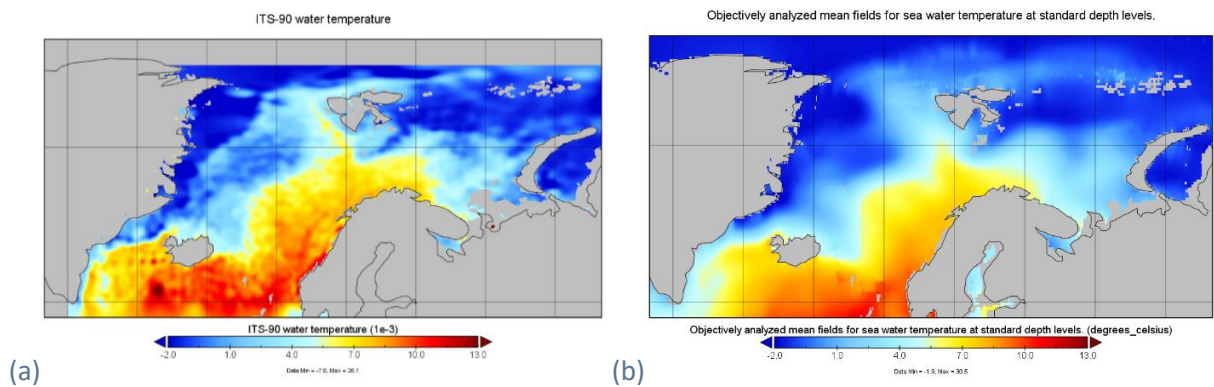 ITS-90 water temperature
ITS-90 water temperature (1e-3)
-2.0 1.0 4.0 7.0 10.0 13.0
Data Min = -7.0, Max = 26.1
(a)
Objectively analyzed mean fields for sea water temperature at standard depth levels.
Objectively analyzed mean fields for sea water temperature at standard depth levels. (degrees_celsius)
-2.0 1.0 4.0 7.0 10.0 13.0
Data Min = -1.9, Max = 30.5
(b)